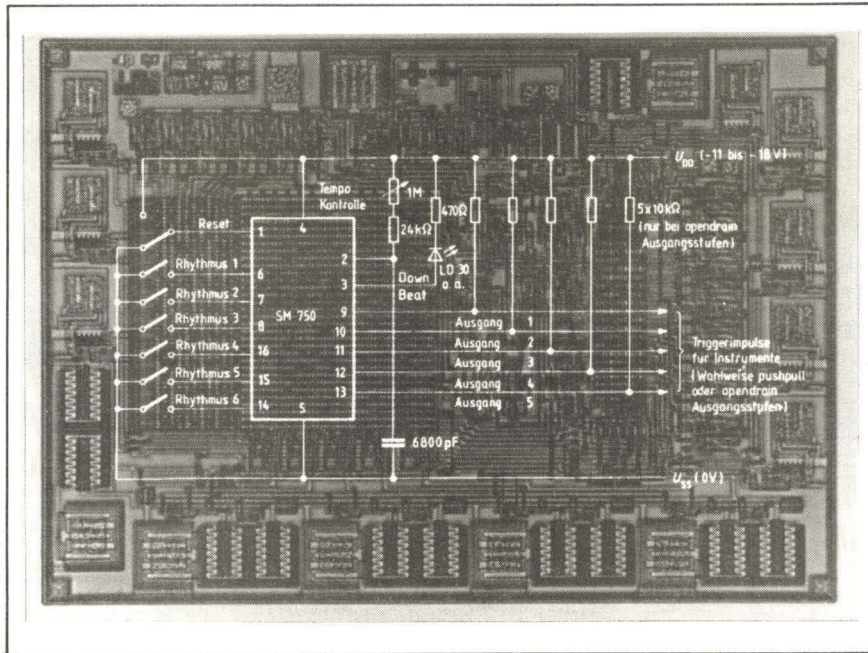 U_DD (-11 bis -18V)
Tempo
Kontrolle
1M
470Ω
5x10kΩ
(nur bei opendrain
Ausgangsstufen)
Reset
1
4
24kΩ
Rhythmus 1
6
2
Rhythmus 2
7
3
Down
Beat
LD 30
o. ä.
Rhythmus 3
8
SM-750
9
10
Ausgang 1
Rhythmus 4
16
11
Ausgang 2
Triggerimpulse
für Instrumente
(Wahlweise pushpull
oder opendrain
Ausgangsstufen)
Rhythmus 5
15
12
Ausgang 3
Rhythmus 6
14
13
Ausgang 4
5
Ausgang 5
6800pF
U_SS (0V)